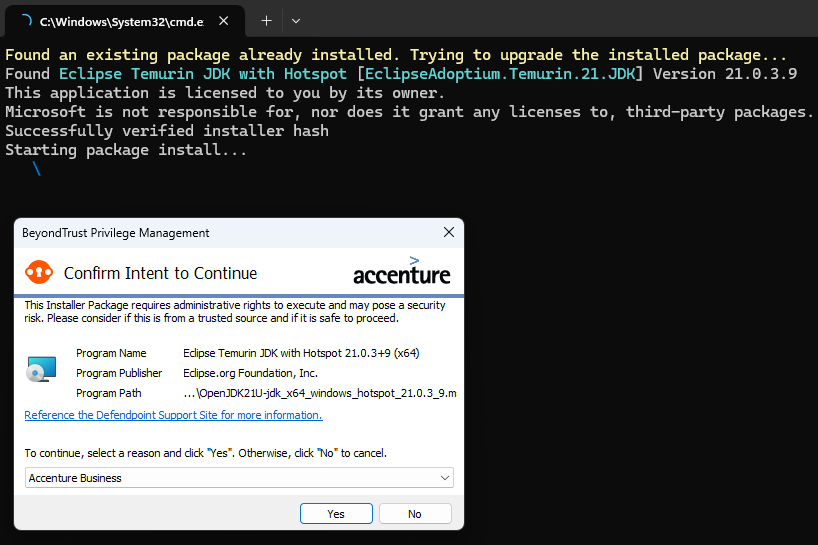 C:\Windows\System32\cmd.e
Found an existing package already installed. Trying to upgrade the installed package...
Found Eclipse Temurin JDK with Hotspot [EclipseAdoptium.Temurin.21.JDK] Version 21.0.3.9
This application is licensed to you by its owner.
Microsoft is not responsible for, nor does it grant any licenses to, third-party packages.
Successfully verified installer hash
Starting package install...
\
BeyondTrust Privilege Management
Confirm Intent to Continue
>
accenture
This Installer Package requires administrative rights to execute and may pose a security
risk. Please consider if this is from a trusted source and if it is safe to proceed.
Program Name Eclipse Temurin JDK with Hotspot 21.0.3+9 (x64)
Program Publisher Eclipse.org Foundation, Inc.
Program Path ...\OpenJDK21U-jdk_x64_windows_hotspot_21.0.3_9.m
Reference the Defendpoint Support Site for more information.
To continue, select a reason and click "Yes". Otherwise, click "No" to cancel.
Accenture Business
Yes No